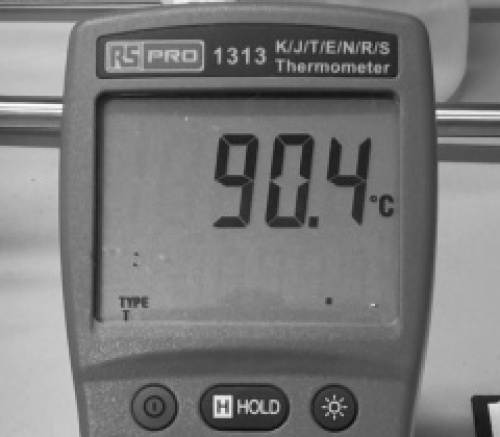 RS PRO 1313 K/J/T/E/N/R/S
Thermometer
90.4 °C
:
TYPE
T
H HOLD